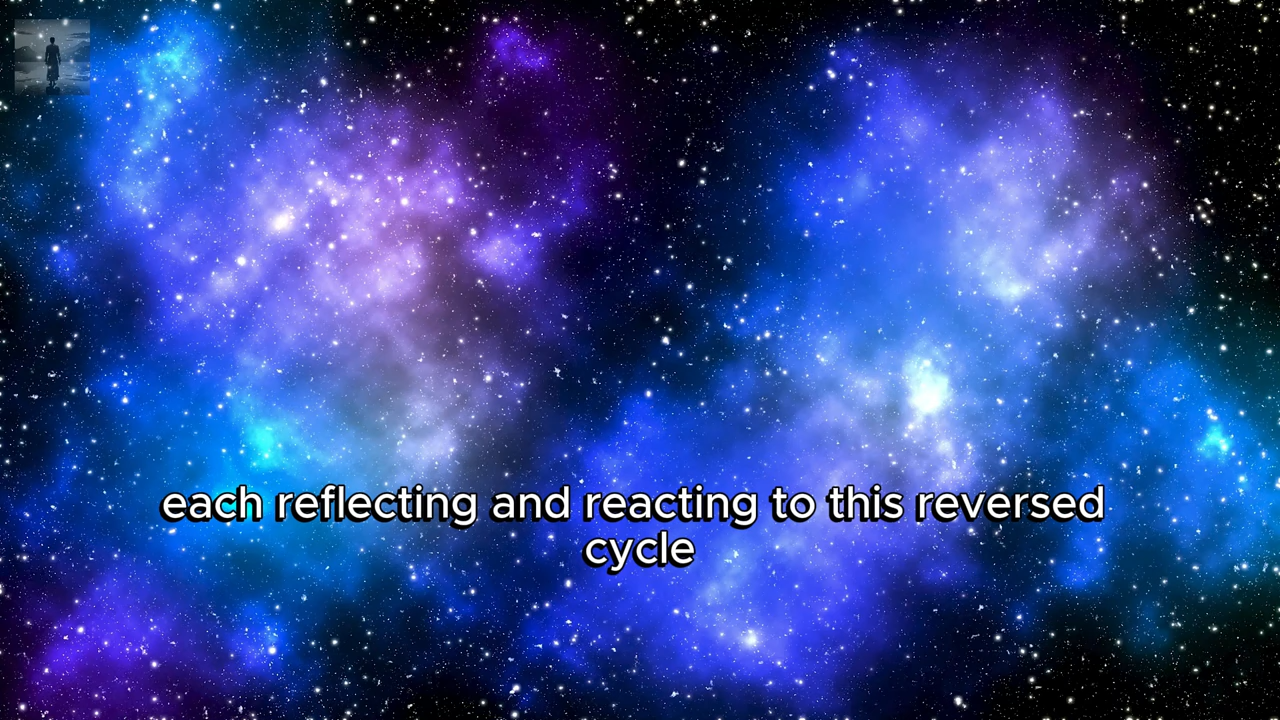 each reflecting and reacting to this reversed
cycle